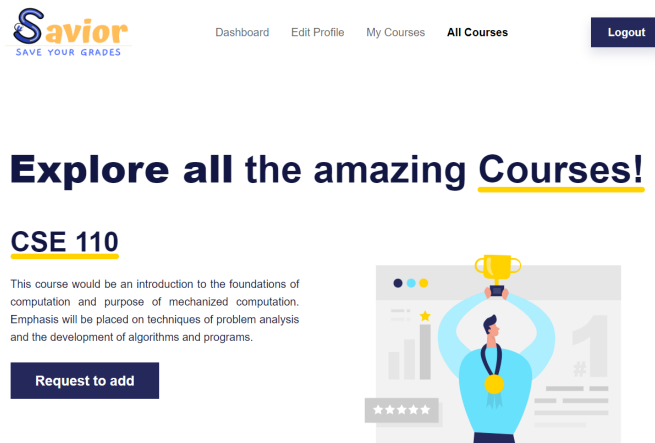 Savior
SAVE YOUR GRADES
Dashboard Edit Profile My Courses All Courses Logout
Explore all the amazing Courses!
CSE 110
This course would be an introduction to the foundations of
computation and purpose of mechanized computation.
Emphasis will be placed on techniques of problem analysis
and the development of algorithms and programs.
Request to add
#1